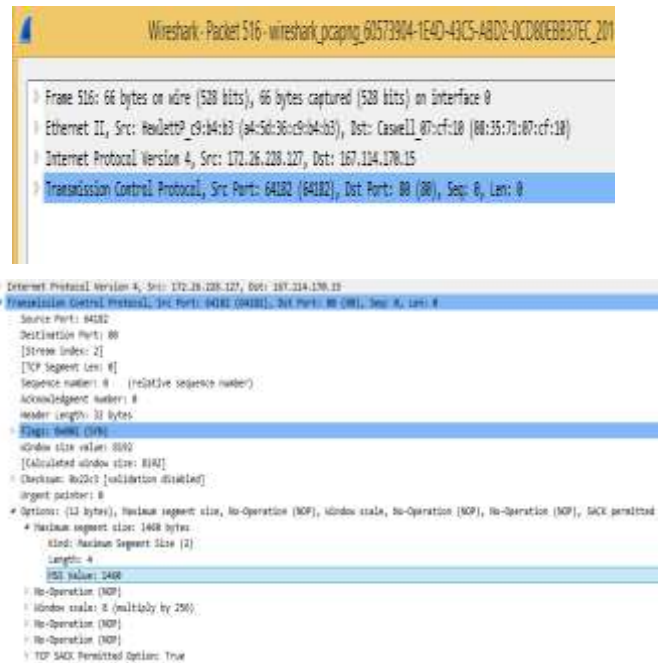 Wireshark · Packet 516 · wireshark_pcapng_60573904-1E4D-43C5-ABD2-0CD80EBB37EC_201
Frame 516: 66 bytes on wire (528 bits), 66 bytes captured (528 bits) on interface 0
Ethernet II, Src: HewlettP_c9:b4:b3 (a4:5d:36:c9:b4:b3), Dst: Caswell_07:cf:10 (00:35:71:07:cf:10)
Internet Protocol Version 4, Src: 172.26.228.127, Dst: 167.114.170.15
Transmission Control Protocol, Src Port: 64182 (64182), Dst Port: 80 (80), Seq: 0, Len: 0
Internet Protocol Version 4, Src: 172.26.228.127, Dst: 167.114.170.15
Transmission Control Protocol, Src Port: 64182 (64182), Dst Port: 80 (80), Seq: 0, Len: 0
Source Port: 64182
Destination Port: 80
[Stream index: 2]
[TCP Segment Len: 0]
Sequence number: 0 (relative sequence number)
Acknowledgment number: 0
Header Length: 32 bytes
Flags: 0x002 (SYN)
Window size value: 8192
[Calculated window size: 8192]
Checksum: 0x22c3 [validation disabled]
Urgent pointer: 0
Options: (12 bytes), Maximum segment size, No-Operation (NOP), Window scale, No-Operation (NOP), No-Operation (NOP), SACK permitted
Maximum segment size: 1460 bytes
Kind: Maximum Segment Size (2)
Length: 4
MSS Value: 1460
No-Operation (NOP)
Window scale: 8 (multiply by 256)
No-Operation (NOP)
No-Operation (NOP)
TCP SACK Permitted Option: True